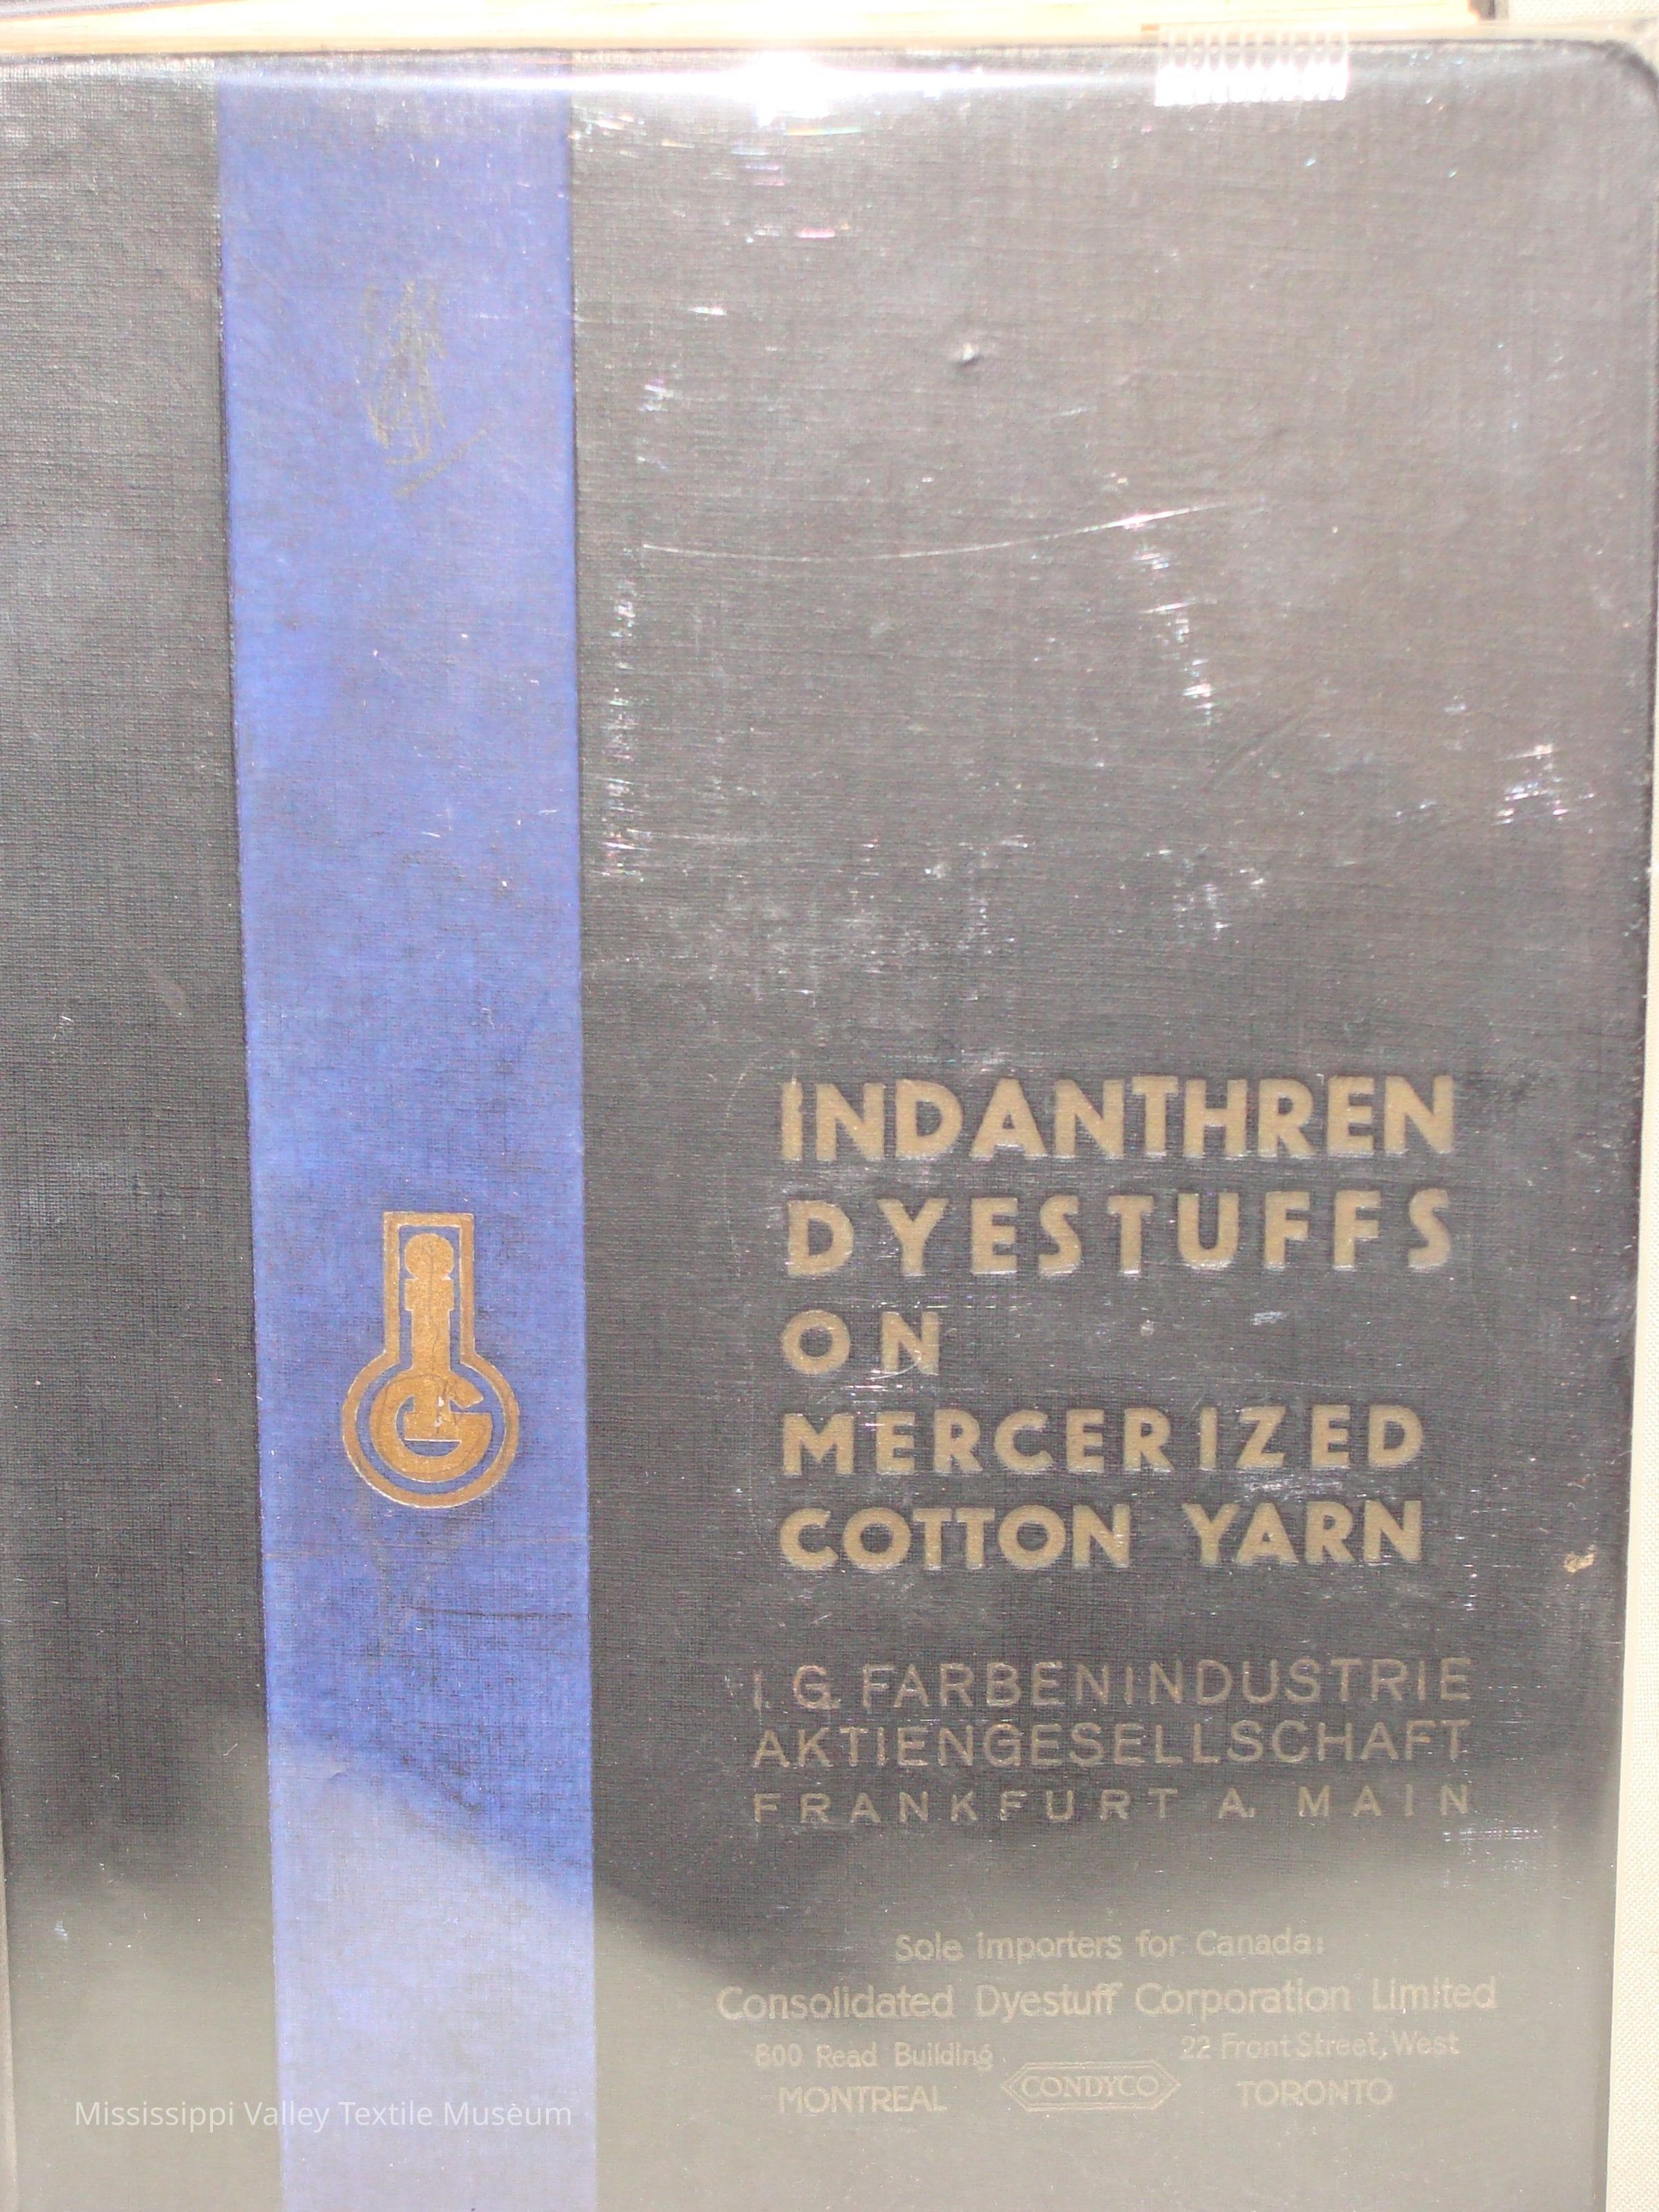 INDANTHREN
DYESTUFFS
ON
MERCERIZED
COTTON YARN
IG
I. G. FARBENINDUSTRIE
AKTIENGESELLSCHAFT
FRANKFURT A. MAIN
Sole importers for Canada:
Consolidated Dyestuff Corporation Limited
800 Read Building
22 Front Street, West
MONTREAL
CONDYCO
TORONTO
Mississippi Valley Textile Museum